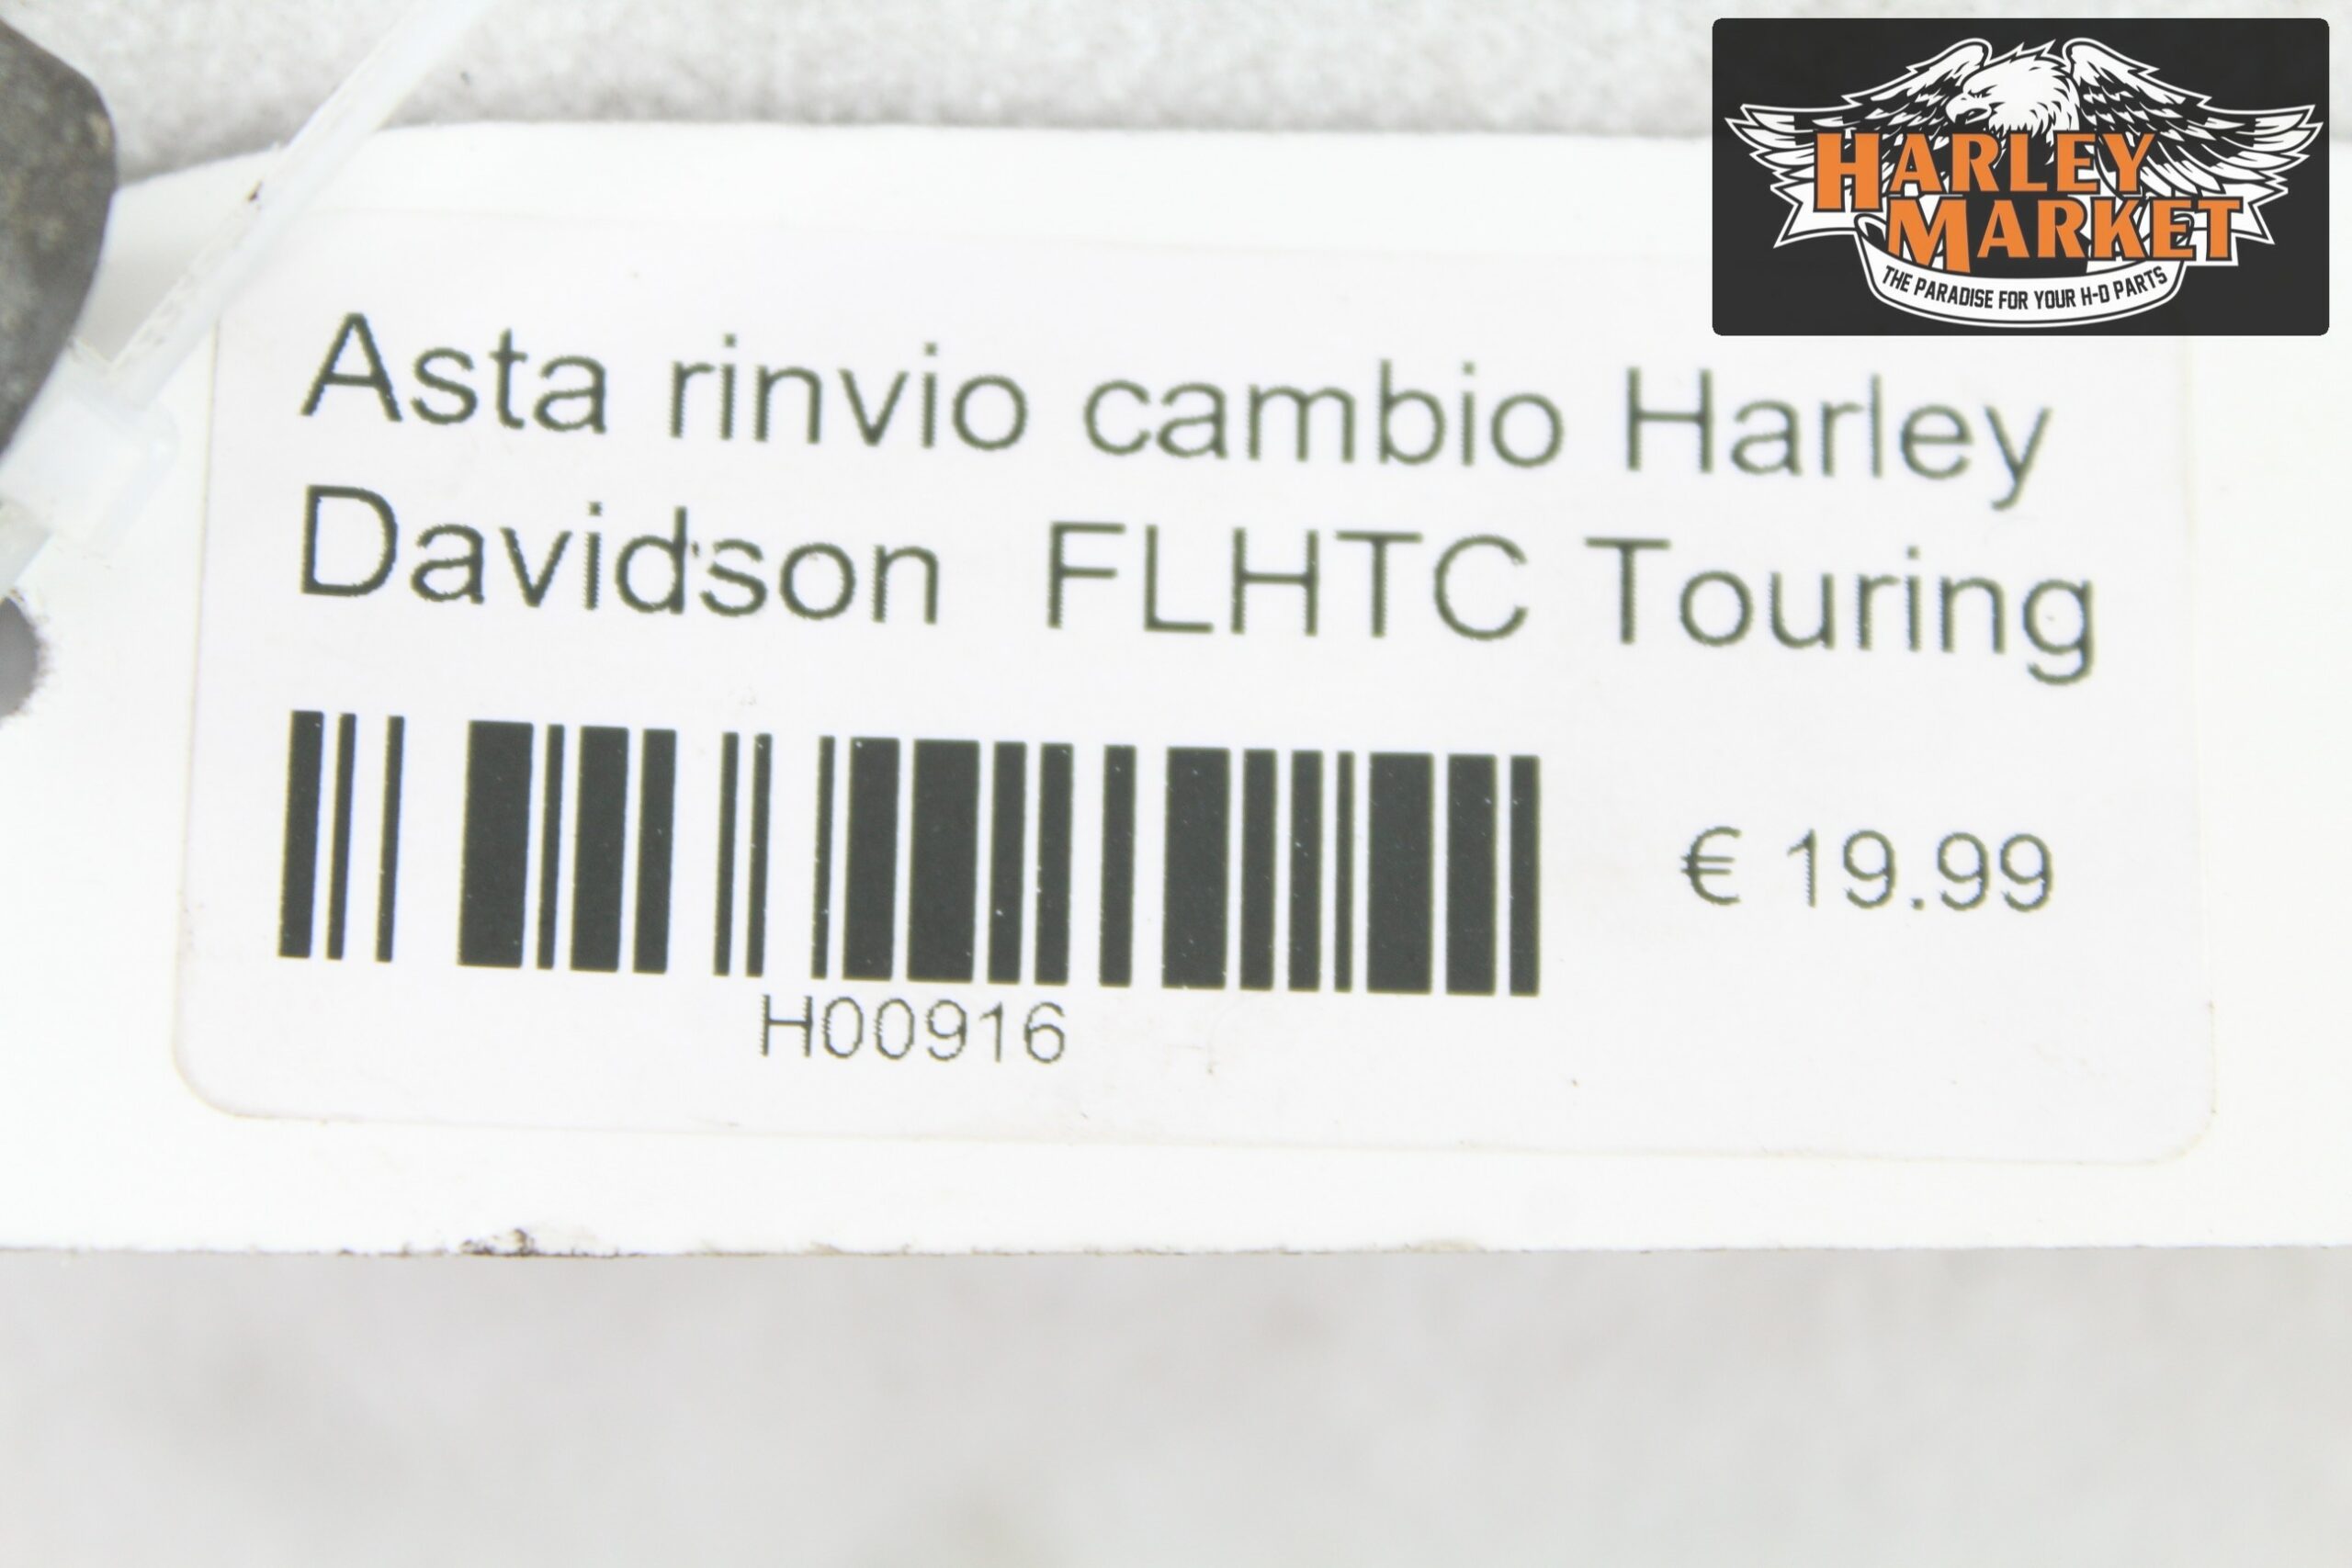 HARLEY
MARKET
THE PARADISE FOR YOUR H-D PARTS
Asta rinvio cambio Harley
Davidson FLHTC Touring
€ 19.99
H00916